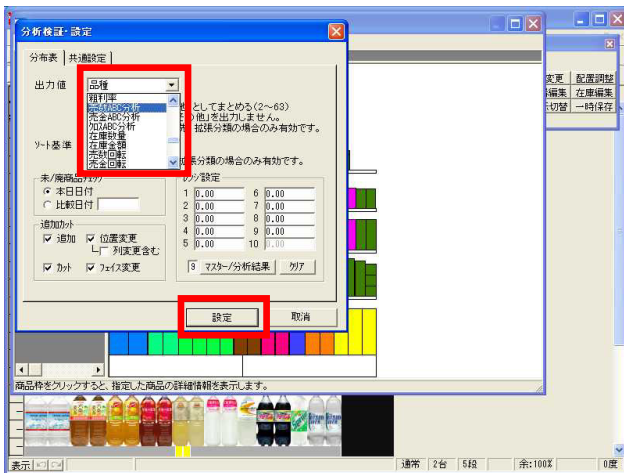 分析検証・設定
分布表
共通設定
出力値
品種
粗利率
売数ABC分析
売金ABC分析
クロスABC分析
在庫数量
在庫金額
売数回転
売金回転
としてまとめる(2～63)
他」を出力しません。
拡張分類の場合のみ有効です。
ソート基準
拡張分類の場合のみ有効です。
未/廃商品チェック
本日日付
比較日付
追加カット
追加
位置変更
列変更含む
カット
フェイス変更
レンジ設定
1 0.00 6 0.00
2 0.00 7 0.00
3 0.00 8 0.00
4 0.00 9 0.00
5 0.00 10 0.00
9 マスター/分析結果 クリア
設定
取消
変更 配置調整
編集 在庫編集
切替 一時保存
商品枠をクリックすると、指定した商品の詳細情報を表示します。
表示
通常 2台 5段 余:100% 0度